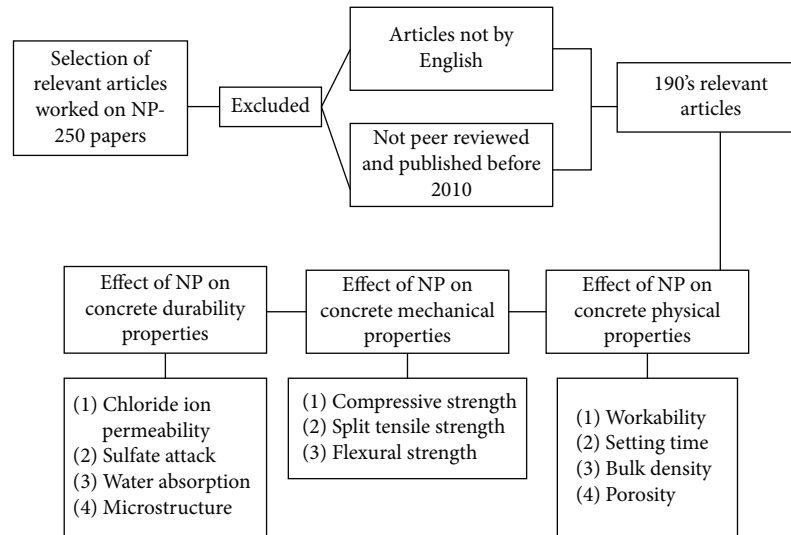 Selection of
relevant articles
worked on NP-
250 papers
Excluded
Articles not by
English
Not peer reviewed
and published before
2010
190's relevant
articles
Effect of NP on
concrete durability
properties
Effect of NP on
concrete mechanical
properties
Effect of NP on
concrete physical
properties
(1) Chloride ion
permeability
(2) Sulfate attack
(3) Water absorption
(4) Microstructure
(1) Compressive strength
(2) Split tensile strength
(3) Flexural strength
(1) Workability
(2) Setting time
(3) Bulk density
(4) Porosity